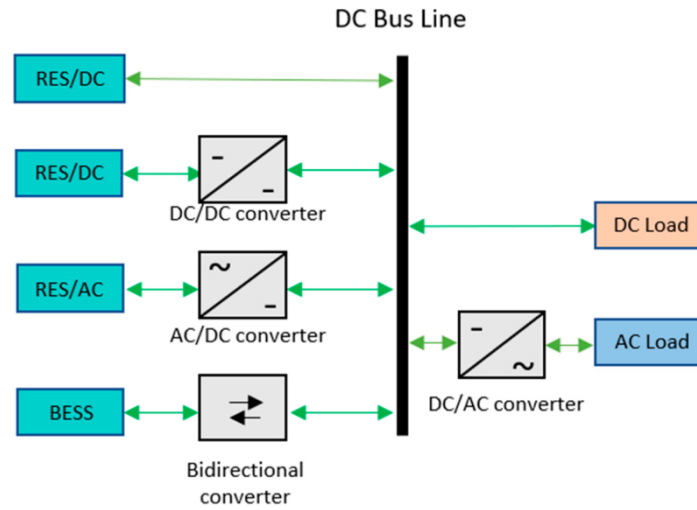 DC Bus Line
RES/DC
RES/DC
DC/DC converter
RES/AC
AC/DC converter
BESS
Bidirectional
converter
DC Load
AC Load
DC/AC converter